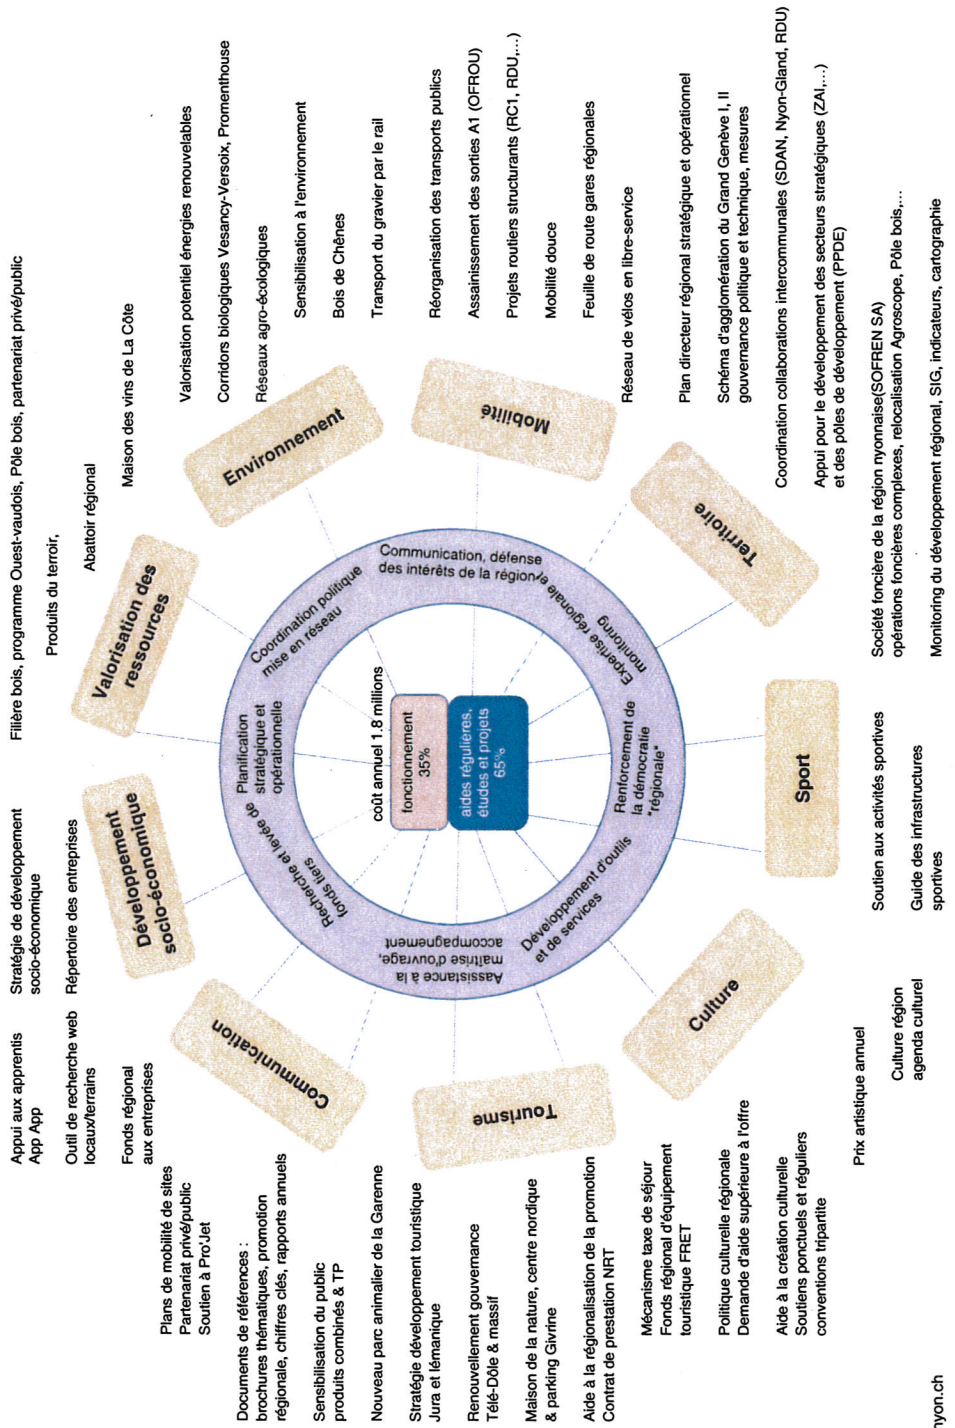 Appui aux apprentis
App App
Outil de recherche web
locaux/terrains
Fonds régional
aux entreprises
Plans de mobilité de sites
Partenariat privé/public
Soutien à Pro'Jet
Stratégie de développement
socio-économique
Répertoire des entreprises
Filière bois, programme Ouest-vaudois, Pôle bois, partenariat privé/public
Produits du terroir,
Abattoir régional
Maison des vins de La Côte
Développement
socio-économique
Valorisation des
ressources
Environnement
Valorisation potentiel énergies renouvelables
Corridors biologiques Vesancy-Versoix, Promenthouse
Réseaux agro-écologiques
Sensibilisation à l'environnement
Bois de Chênes
Transport du gravier par le rail
Mobilité
Réorganisation des transports publics
Assainissement des sorties A1 (OFROU)
Projets routiers structurants (RC1, RDU,...)
Mobilité douce
Feuille de route gares régionales
Réseau de vélos en libre-service
Territoire
Plan directeur régional stratégique et opérationnel
Schéma d'agglomération du Grand Genève I, II
gouvernance politique et technique, mesures
Coordination collaborations intercommunales (SDAN, Nyon-Gland, RDU)
Appui pour le développement des secteurs stratégiques (ZAI,...)
et des pôles de développement (PPDE)
Société foncière de la région nyonnaise(SOFREN SA)
opérations foncières complexes, relocalisation Agroscope, Pôle bois,...
Monitoring du développement régional, SIG, indicateurs, cartographie
Communication
Documents de références :
brochures thématiques, promotion
régionale, chiffres clés, rapports annuels
Sensibilisation du public
produits combinés & TP
Nouveau parc animalier de la Garenne
Tourisme
Stratégie développement touristique
Jura et lémanique
Renouvellement gouvernance
Télé-Dôle & massif
Maison de la nature, centre nordique
& parking Givrine
Aide à la régionalisation de la promotion
Contrat de prestation NRT
Mécanisme taxe de séjour
Fonds régional d'équipement
touristique FRET
Culture
Politique culturelle régionale
Demande d'aide supérieure à l'offre
Aide à la création culturelle
Soutiens ponctuels et réguliers
conventions tripartite
Prix artistique annuel
Culture région
agenda culturel
Sport
Soutien aux activités sportives
Guide des infrastructures
sportives
Planification
stratégique et
opérationnelle
Coordination politique
mise en réseau
Communication, défense
des intérêts de la région
Expertise régionale et
monitoring
Renforcement de
la démocratie
"régionale"
Développement d'outils
et de services
Aassistance à la
maîtrise d'ouvrage,
accompagnement
Recherche et levée de
fonds tiers
coût annuel 1,8 millions
fonctionnement
35%
aides régulières,
études et projets
65%
nyon.ch